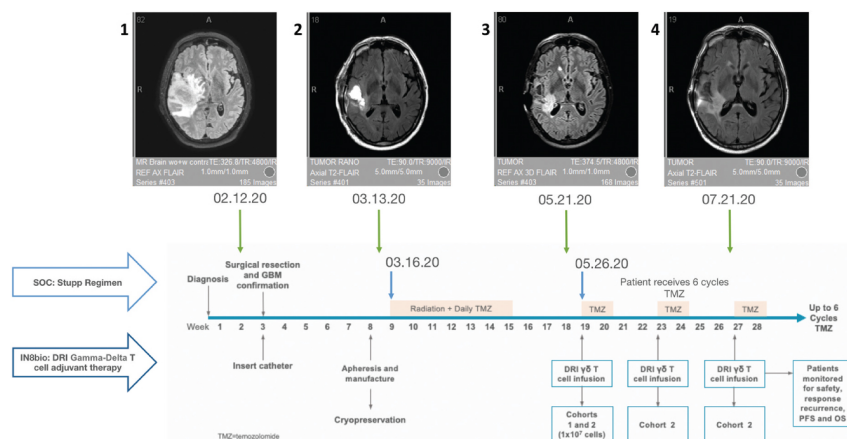 1
82
A
R
MR Brain wo+w contr TE:326.8/TR:4800/IR
REF AX FLAIR 1.0mm/1.0mm
Series #403 185 Images
2
18
A
R
TUMOR RANO TE:90.0/TR:9000/IR
Axial T2-FLAIR 5.0mm/5.0mm
Series #401 35 Images
3
80
A
R
TUMOR TE:374.5/TR:4800/IR
REF AX 3D FLAIR 1.0mm/1.0mm
Series #403 168 Images
4
19
A
R
TUMOR TE:90.0/TR:9000/IR
Axial T2-FLAIR 5.0mm/5.0mm
Series #501 35 Images
02.12.20
03.13.20
05.21.20
07.21.20
SOC: Stupp Regimen
Diagnosis
Surgical resection
and GBM
confirmation
03.16.20
05.26.20
Patient receives 6 cycles
TMZ
Radiation + Daily TMZ
TMZ
TMZ
TMZ
Up to 6
Cycles
TMZ
Week 1 2 3 4 5 6 7 8 9 10 11 12 13 14 15 16 17 18 19 20 21 22 23 24 25 26 27 28
IN8bio: DRI Gamma-Delta T
cell adjuvant therapy
Insert catheter
Apheresis and
manufacture
Cryopreservation
DRI γδ T
cell infusion
DRI γδ T
cell infusion
DRI γδ T
cell infusion
Patients
monitored
for safety,
response
recurrence,
PFS and OS
Cohorts
1 and 2
(1x10⁷ cells)
Cohort 2
Cohort 2
TMZ=temozolomide